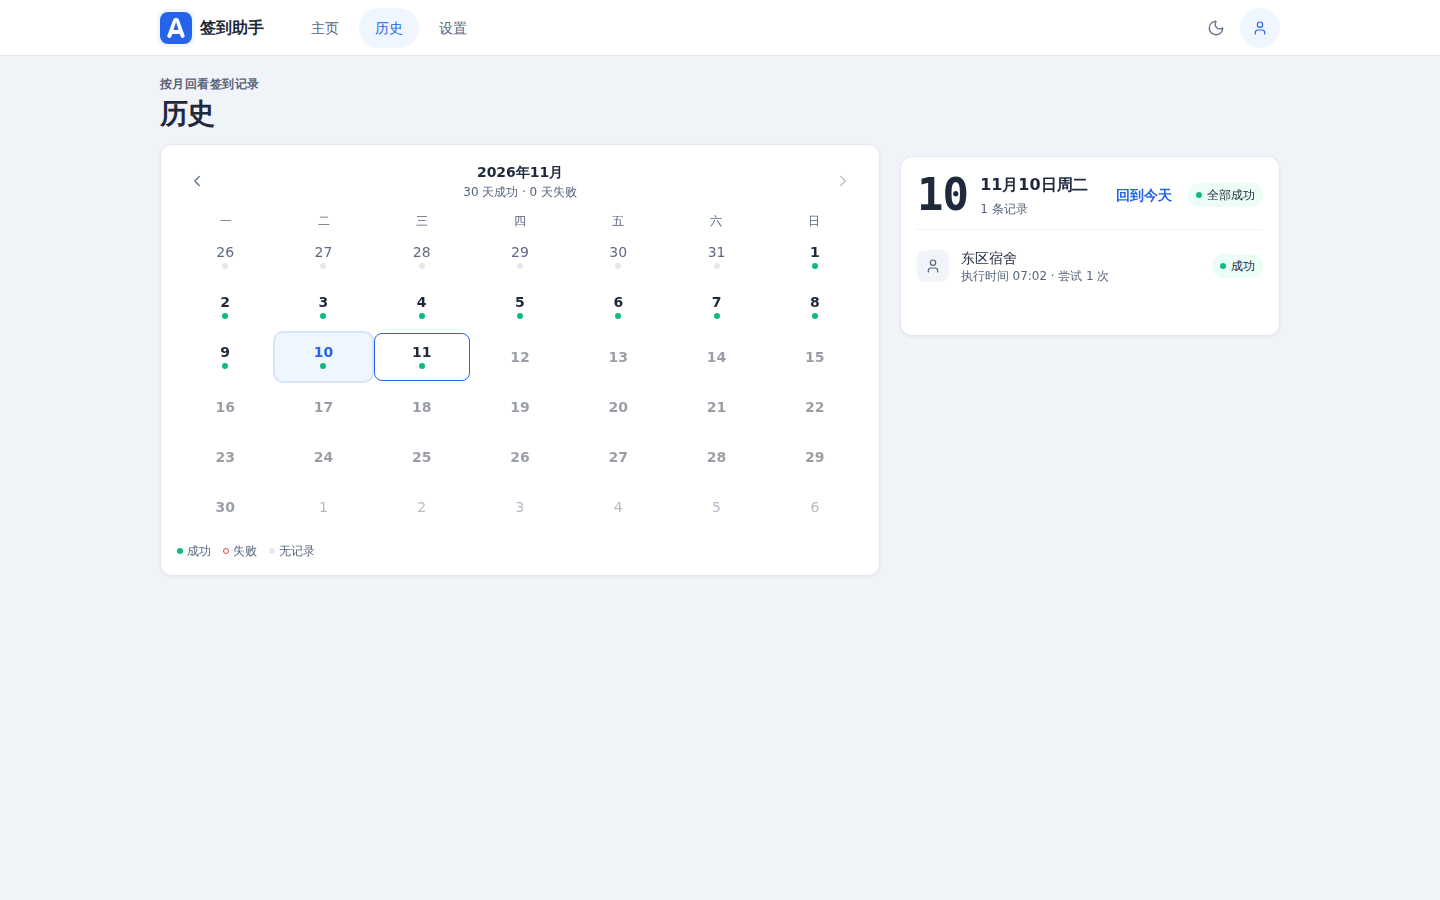 签到助手 主页 历史 设置
按月回看签到记录
历史
2026年11月
30 天成功 · 0 天失败
一 二 三 四 五 六 日
26 27 28 29 30 31 1
2 3 4 5 6 7 8
9 10 11 12 13 14 15
16 17 18 19 20 21 22
23 24 25 26 27 28 29
30 1 2 3 4 5 6
成功 失败 无记录
10 11月10日周二 回到今天 全部成功
1 条记录
东区宿舍 成功
执行时间 07:02 · 尝试 1 次